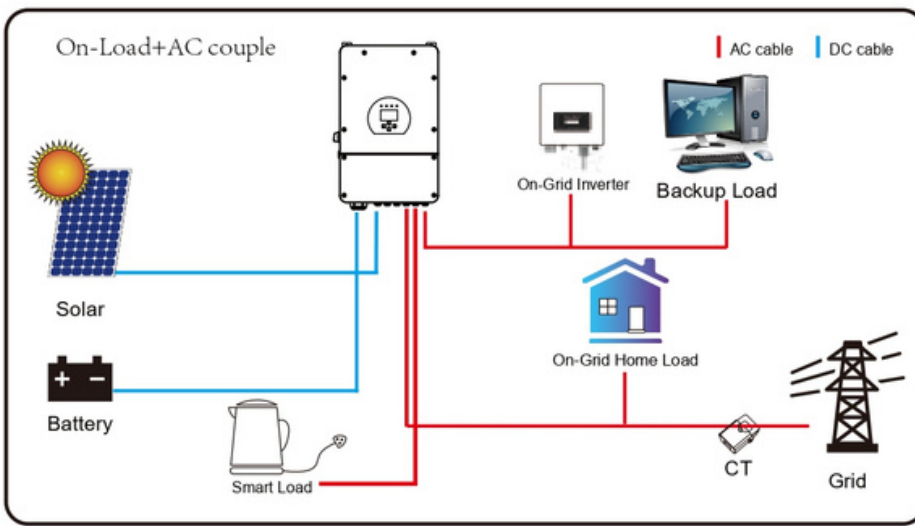 On-Load+AC couple
AC cable
DC cable
On-Grid Inverter
Backup Load
Solar
On-Grid Home Load
Battery
Smart Load
CT
Grid